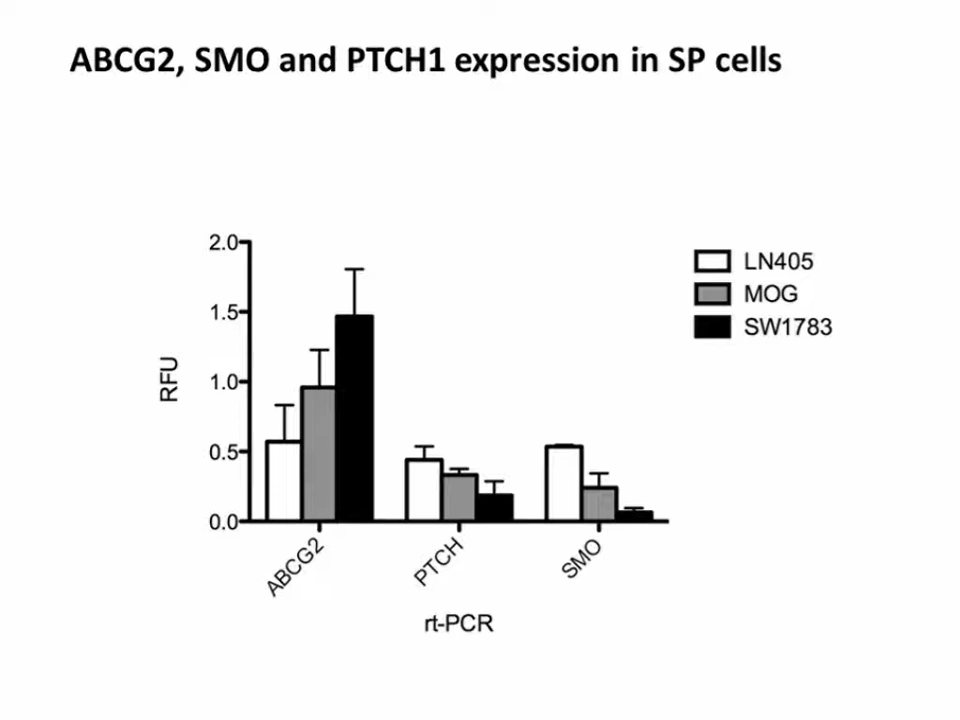 ABCG2, SMO and PTCH1 expression in SP cells
2.0
1.5
1.0
0.5
0.0
RFU
ABCG2
PTCH
SMO
rt-PCR
LN405
MOG
SW1783